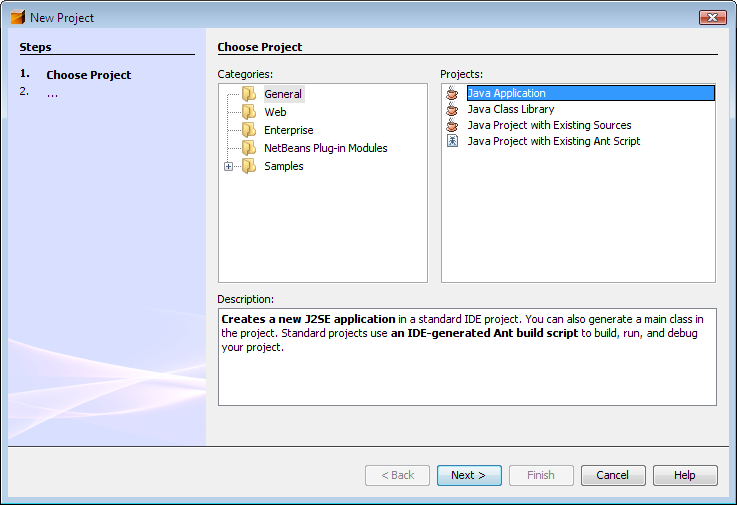 New Project
Steps
1. Choose Project
2. ...
Choose Project
Categories:
General
Web
Enterprise
NetBeans Plug-in Modules
Samples
Projects:
Java Application
Java Class Library
Java Project with Existing Sources
Java Project with Existing Ant Script
Description:
Creates a new J2SE application in a standard IDE project. You can also generate a main class in
the project. Standard projects use an IDE-generated Ant build script to build, run, and debug
your project.
< Back
Next >
Finish
Cancel
Help